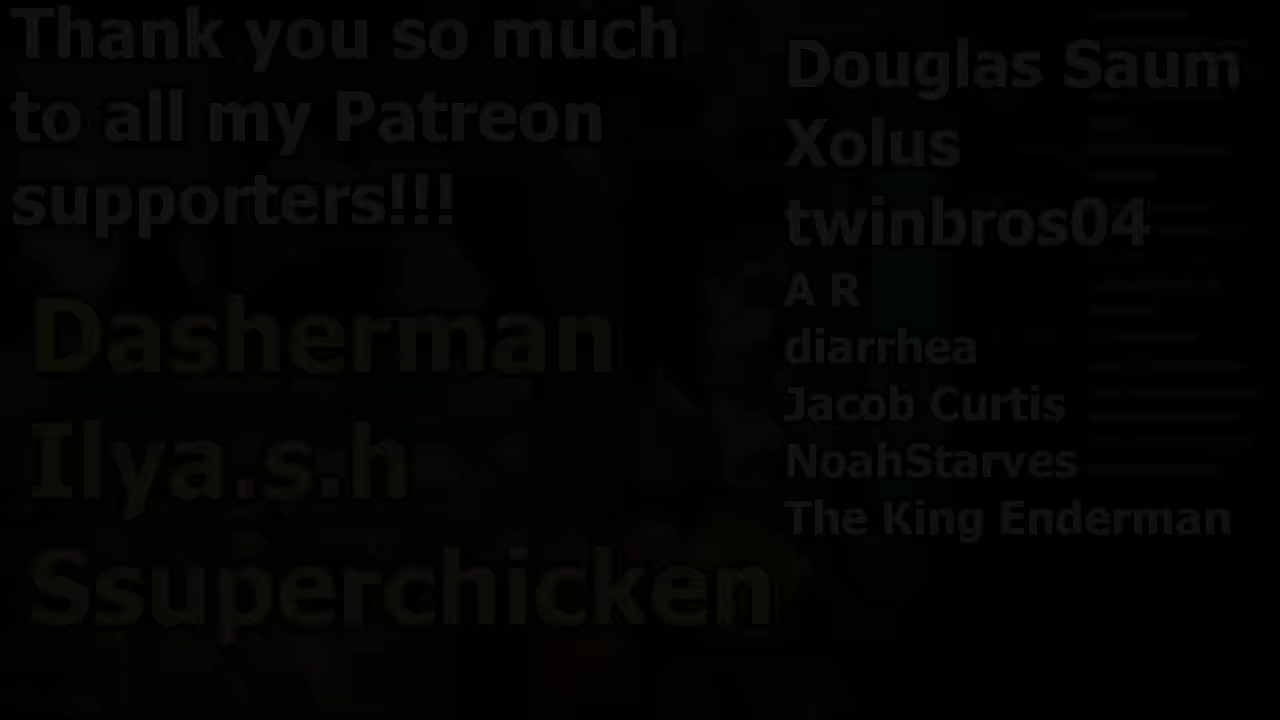 Thank you so much
to all my Patreon
supporters!!!
Dasherman
Ilya.s.h
Ssuperchicken
Douglas Saum
Xolus
twinbros04
A R
diarrhea
Jacob Curtis
NoahStarves
The King Enderman